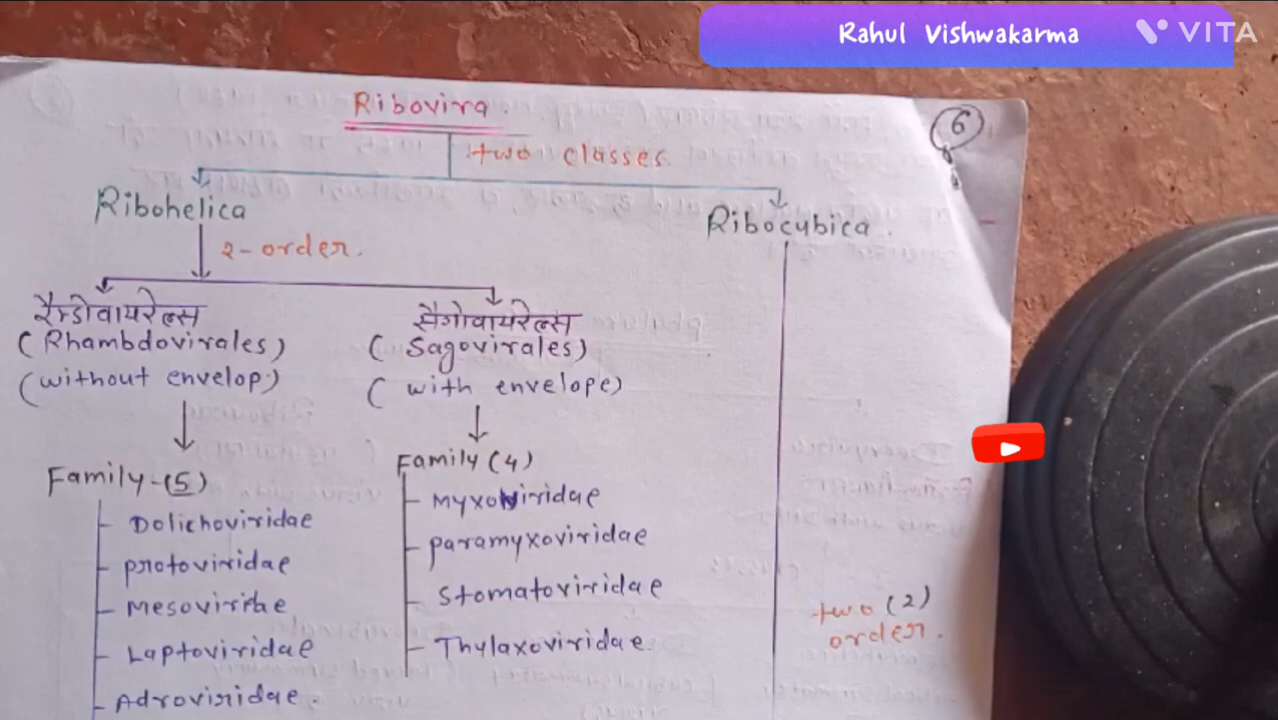 Rahul Vishwakarma
VITA
Ribovira.
6
two classes.
Ribohelica
Ribocubica.
2-order.
रैम्डोवायरेल्स
(Rhambdovirales)
(without envelop)
सैगोवायरेल्स
(Sagovirales)
(with envelope)
Family-(5)
Dolichoviridae
protoviridae
Mesoviridae
Laptoviridae
Adroviridae.
Family (4)
Myxoviridae
paramyxoviridae
Stomatoviridae
Thylaxoviridae.
two (2)
order.